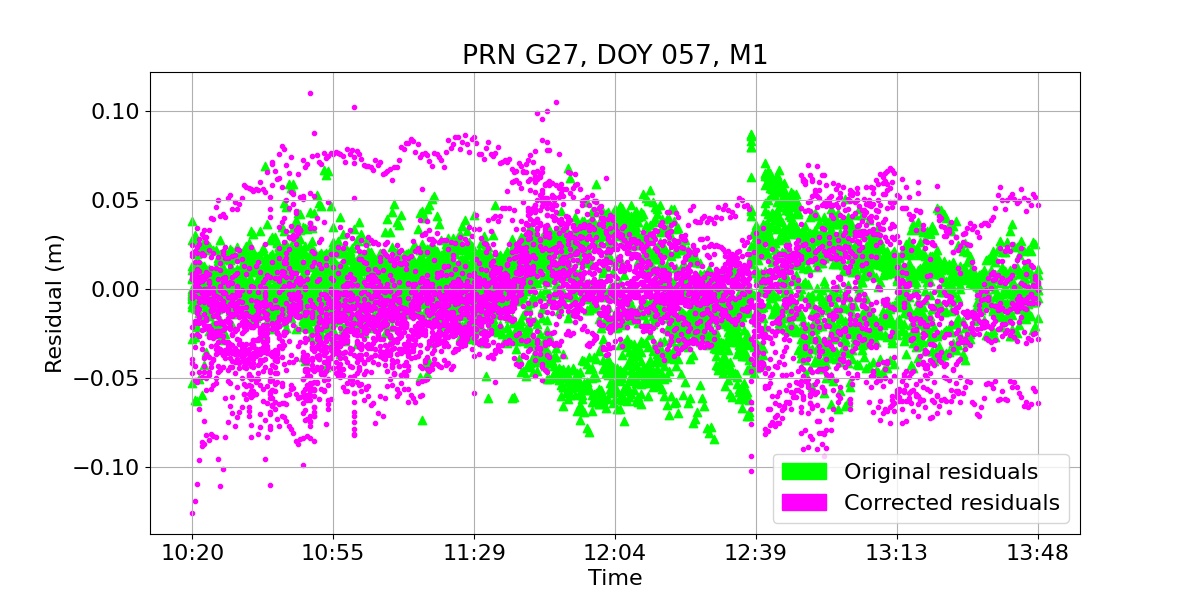 PRN G27, DOY 057, M1
Residual (m)
0.10
0.05
0.00
−0.05
−0.10
Original residuals
Corrected residuals
10:20 10:55 11:29 12:04 12:39 13:13 13:48
Time